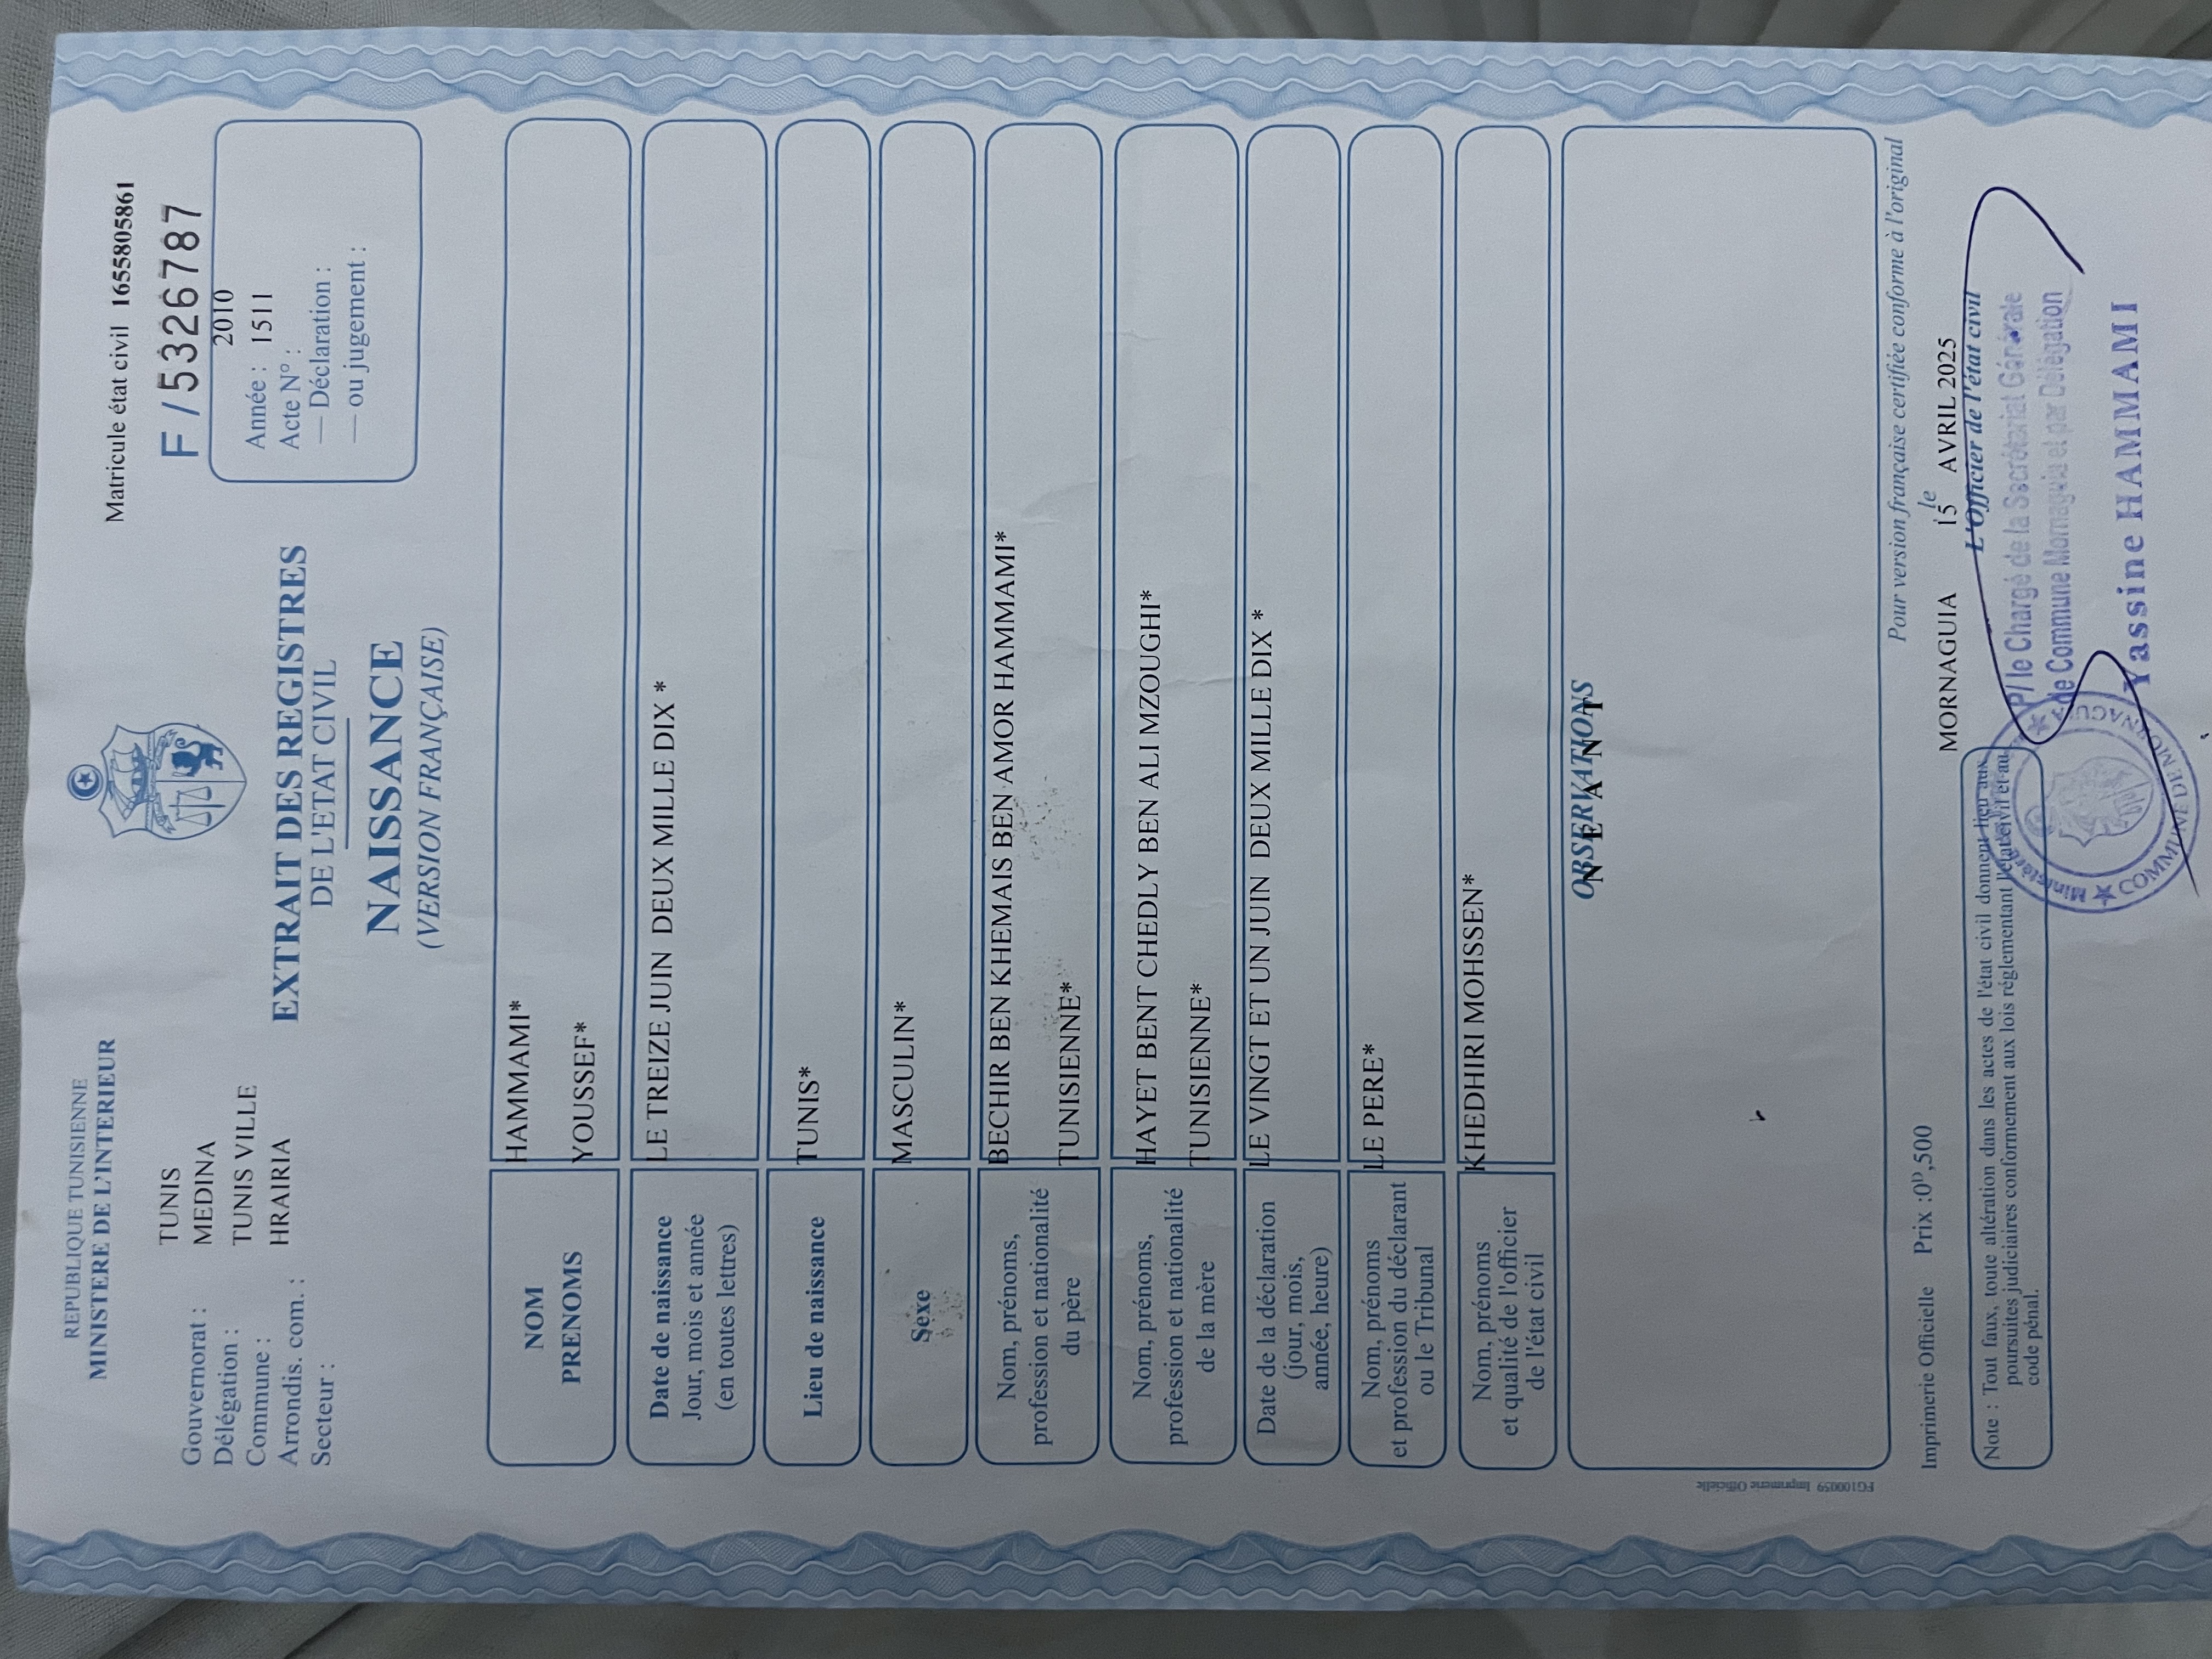 REPUBLIQUE TUNISIENNE
MINISTERE DE L'INTERIEUR
Gouvernorat : TUNIS
Délégation : MEDINA
Commune : TUNIS VILLE
Arrondis. com. : HRAIRIA
Secteur :
Matricule état civil 1655805861
F/5326787
2010
Année : 1511
Acte N° :
— Déclaration :
— ou jugement :
EXTRAIT DES REGISTRES
DE L'ETAT CIVIL
NAISSANCE
(VERSION FRANÇAISE)
NOM HAMMAMI*
PRENOMS YOUSSEF*
Date de naissance
Jour, mois et année
(en toutes lettres)
LE TREIZE JUIN DEUX MILLE DIX *
Lieu de naissance TUNIS*
Sexe MASCULIN*
Nom, prénoms,
profession et nationalité
du père
BECHIR BEN KHEMAIS BEN AMOR HAMMAMI*
TUNISIENNE*
Nom, prénoms,
profession et nationalité
de la mère
HAYET BENT CHEDLY BEN ALI MZOUGHI*
TUNISIENNE*
Date de la déclaration
(jour, mois,
année, heure)
LE VINGT ET UN JUIN DEUX MILLE DIX *
Nom, prénoms
et profession du déclarant
ou le Tribunal
LE PERE*
Nom, prénoms
et qualité de l'officier
de l'état civil
KHEDHIRI MOHSSEN*
OBSERVATIONS
N E A N T
FG100059 Imprimerie Officielle
Pour version française certifiée conforme à l'original
Imprimerie Officielle Prix :0ᴰ,500
MORNAGUIA le 15 AVRIL 2025
L'Officier de l'état civil
Note : Tout faux, toute altération dans les actes de l'état civil donnent lieu aux
poursuites judiciaires conformement aux lois réglementant l'état civil et au
code pénal.
P/ le Chargé de la Secrétariat Générale
de Commune Mornaguia et par Délégation
Yassine HAMMAMI
Ministère
COMMUNE DE MORNAGUIA